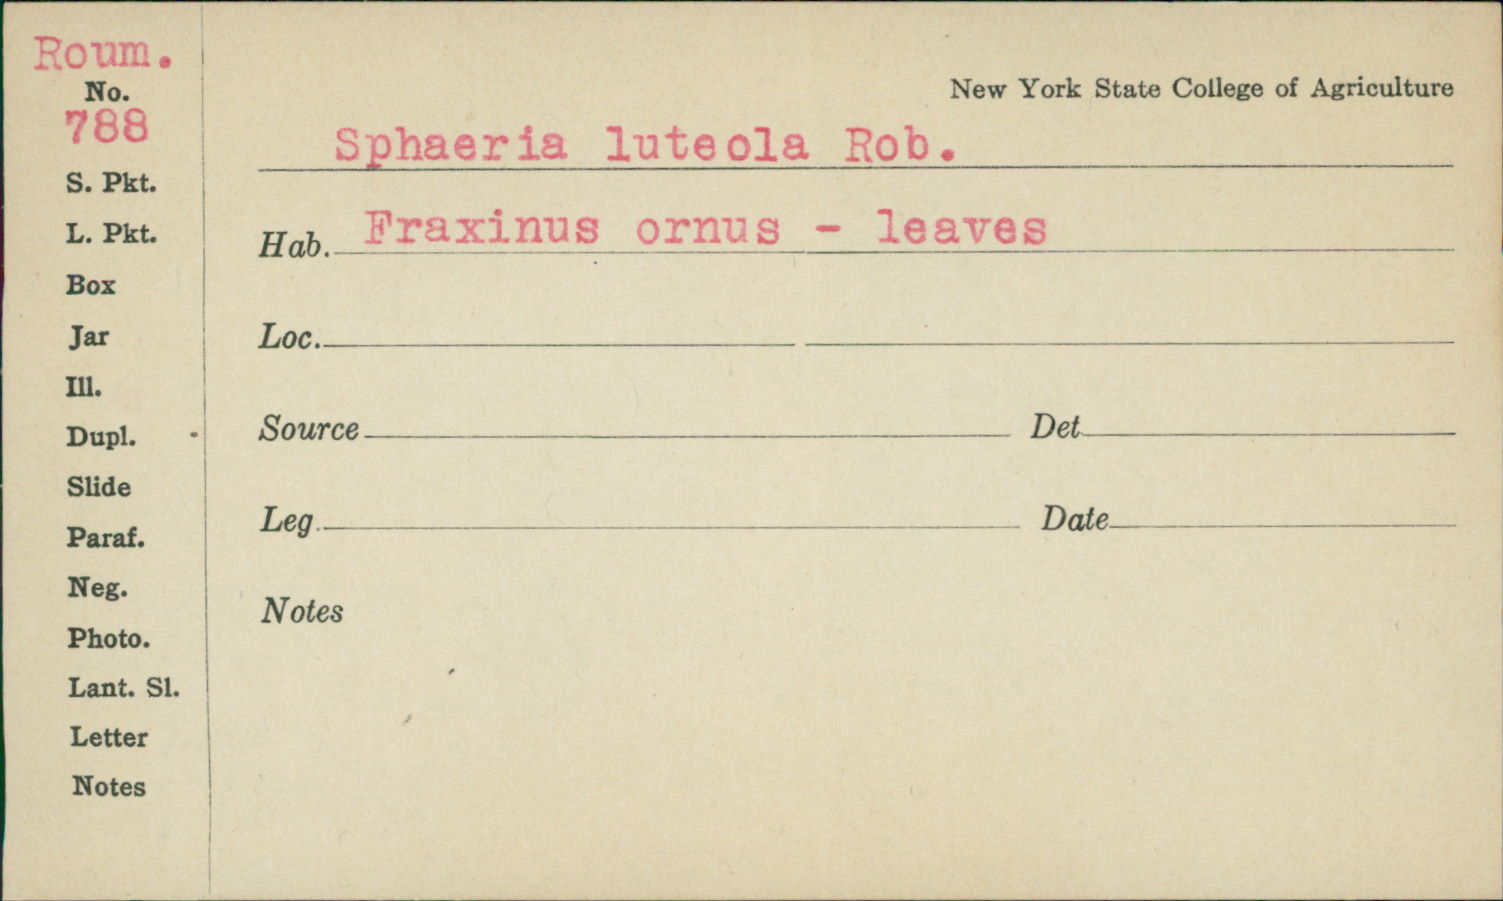 Roum.
No.
788
S. Pkt.
L. Pkt.
Box
Jar
Ill.
Dupl.
Slide
Paraf.
Neg.
Photo.
Lant. Sl.
Letter
Notes
New York State College of Agriculture
Sphaeria luteola Rob.
Hab. Fraxinus ornus - leaves
Loc.
Source Det.
Leg. Date
Notes